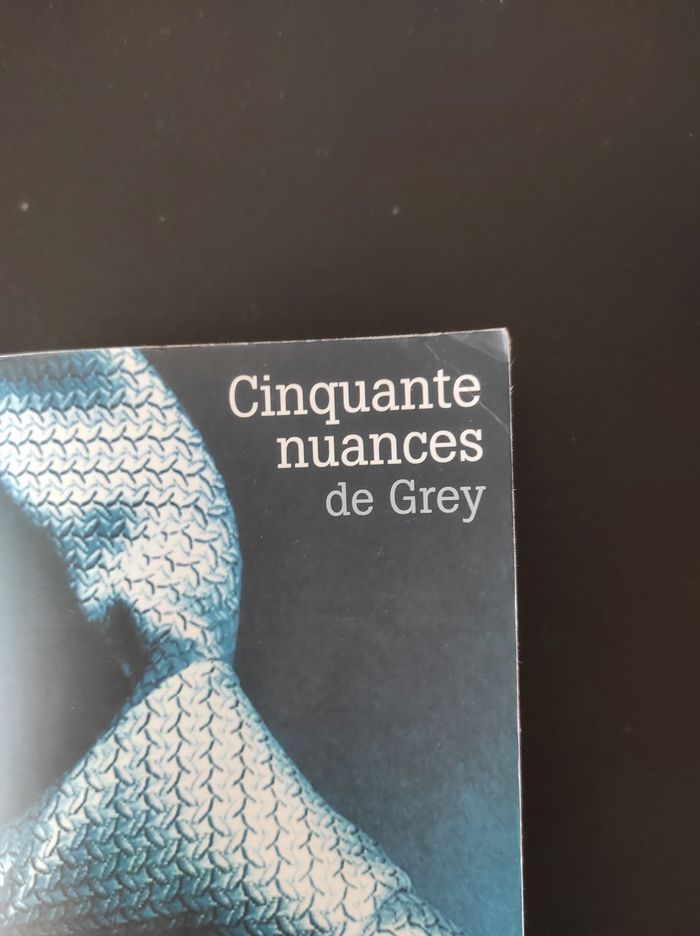 Cinquante
nuances
de Grey